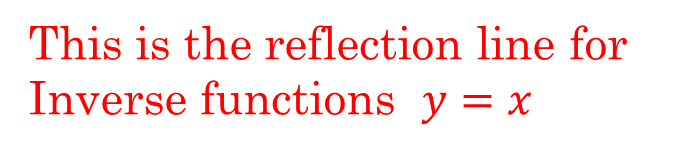 This is the reflection line for
Inverse functions y = x